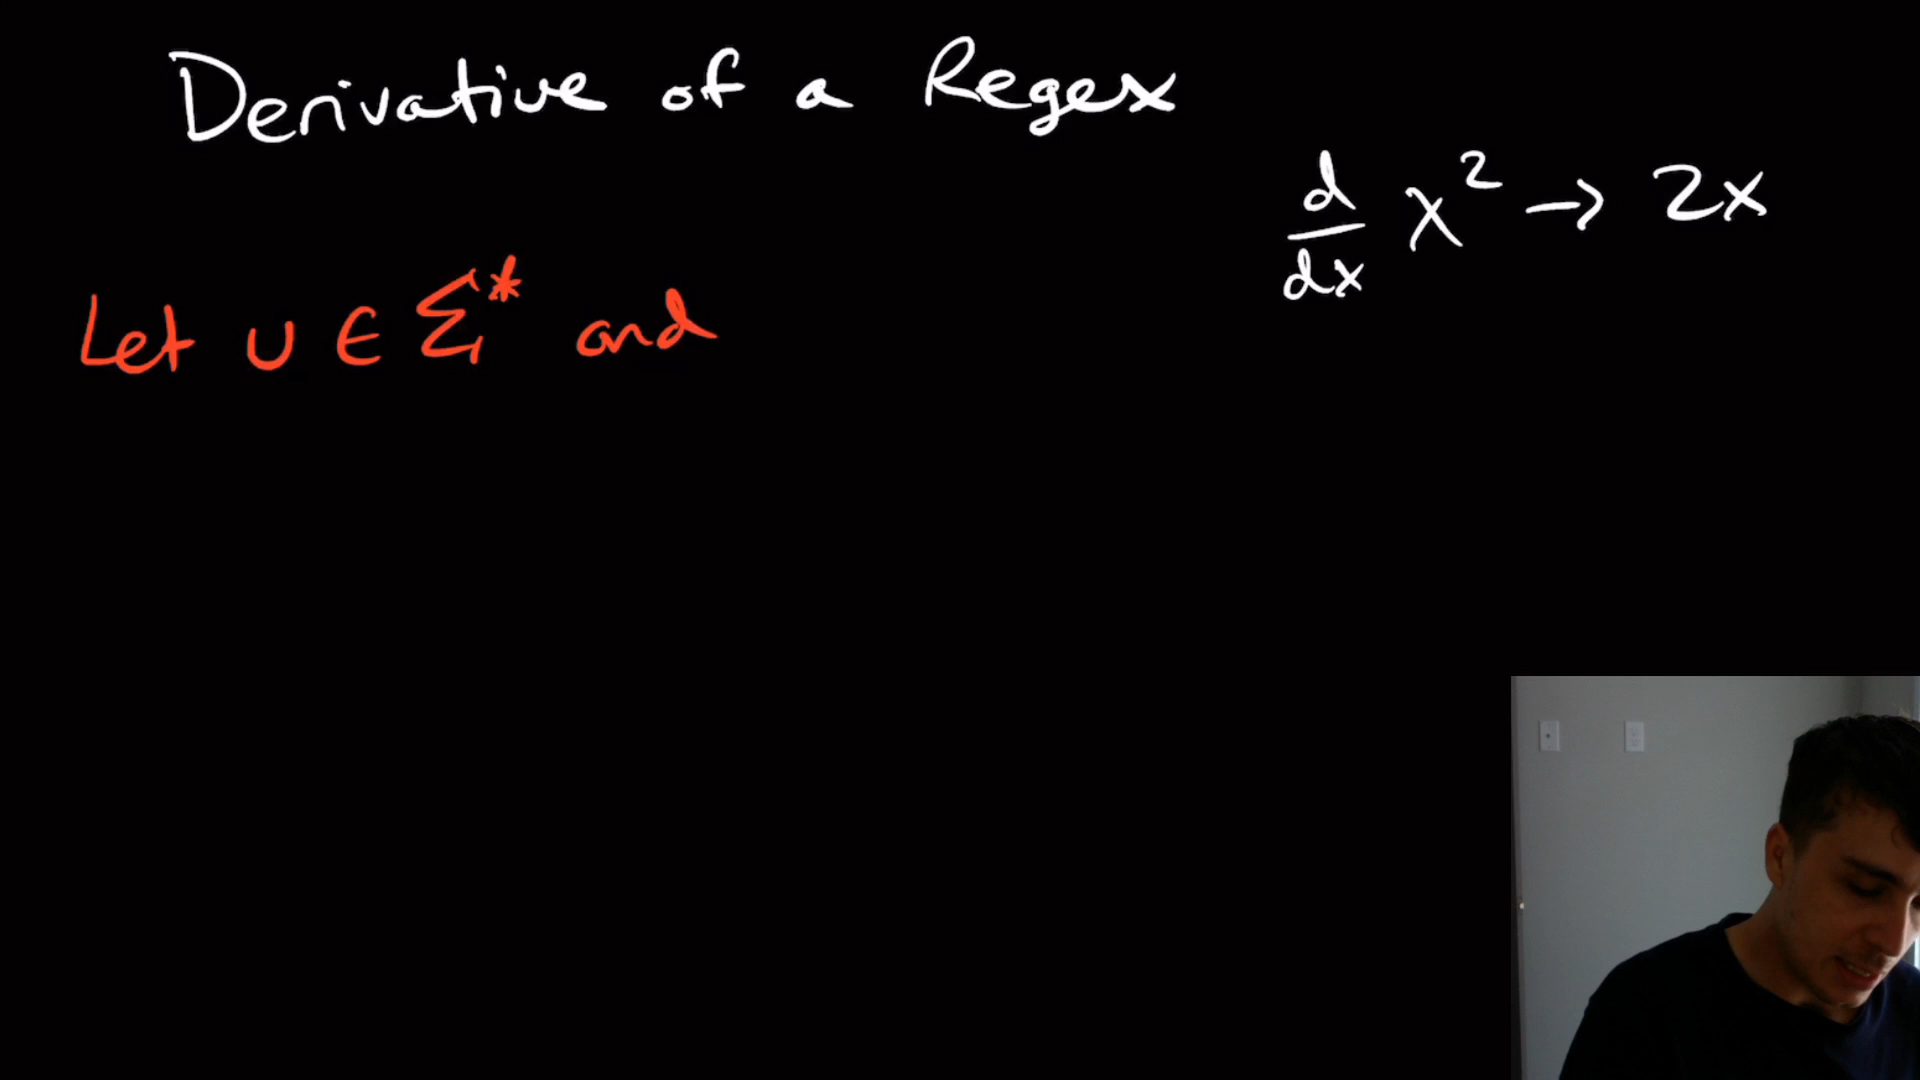 Derivative of a Regex
d/dx x² → 2x
Let u ∈ Σ* and